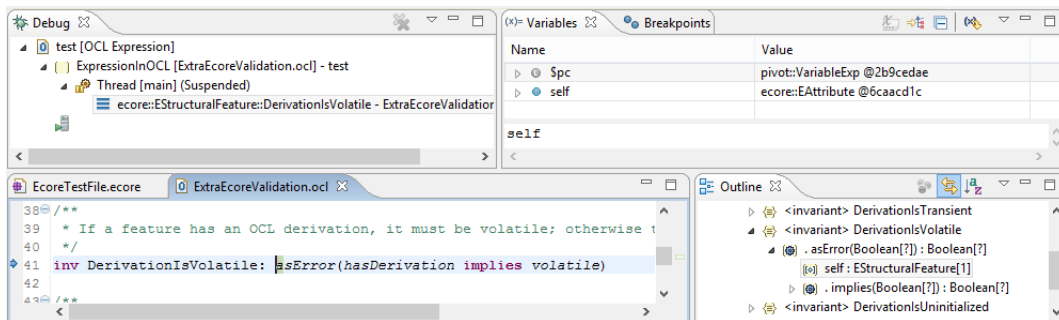 Debug
test [OCL Expression]
ExpressionInOCL [ExtraEcoreValidation.ocl] - test
Thread [main] (Suspended)
ecore::EStructuralFeature::DerivationIsVolatile - ExtraEcoreValidation
(x)= Variables
Breakpoints
Name Value
$pc pivot::VariableExp @2b9cedae
self ecore::EAttribute @6caacd1c
self
EcoreTestFile.ecore
ExtraEcoreValidation.ocl
38 /**
39 * If a feature has an OCL derivation, it must be volatile; otherwise t
40 */
41 inv DerivationIsVolatile: asError(hasDerivation implies volatile)
42
43 /**
Outline
<invariant> DerivationIsTransient
<invariant> DerivationIsVolatile
. asError(Boolean[?]) : Boolean[?]
self : EStructuralFeature[1]
. implies(Boolean[?]) : Boolean[?]
<invariant> DerivationIsUninitialized